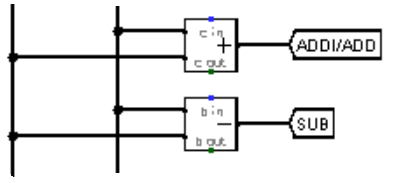 c in
+
ADDI/ADD
c out
b in
−
SUB
b out